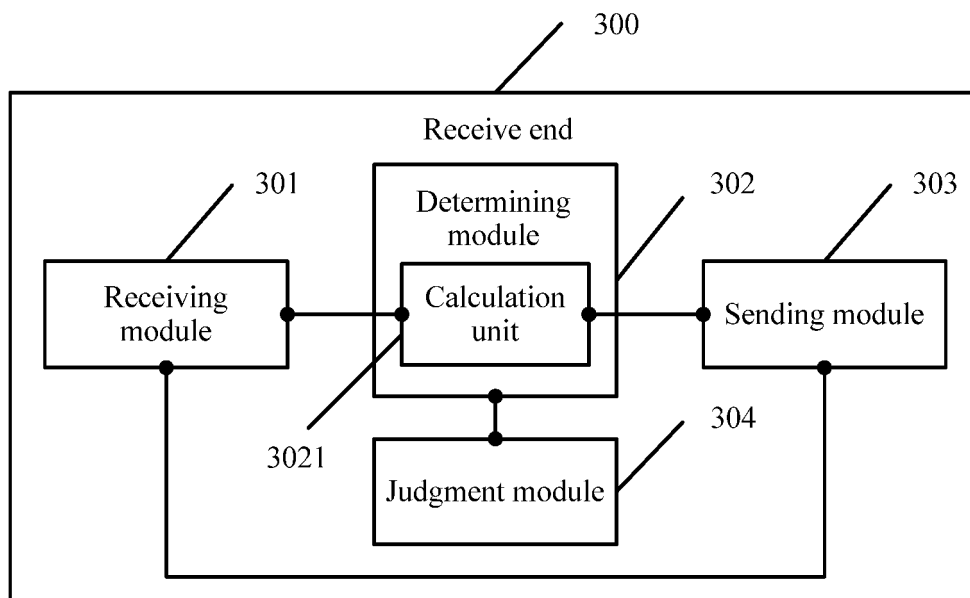 300
Receive end
301
302
303
Determining
module
Receiving
module
Calculation
unit
Sending module
3021
304
Judgment module